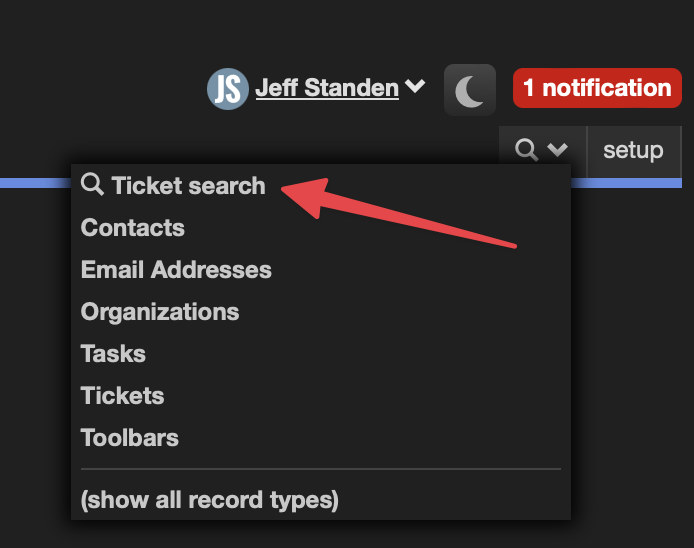 JS Jeff Standen 1 notification
setup
Ticket search
Contacts
Email Addresses
Organizations
Tasks
Tickets
Toolbars
(show all record types)